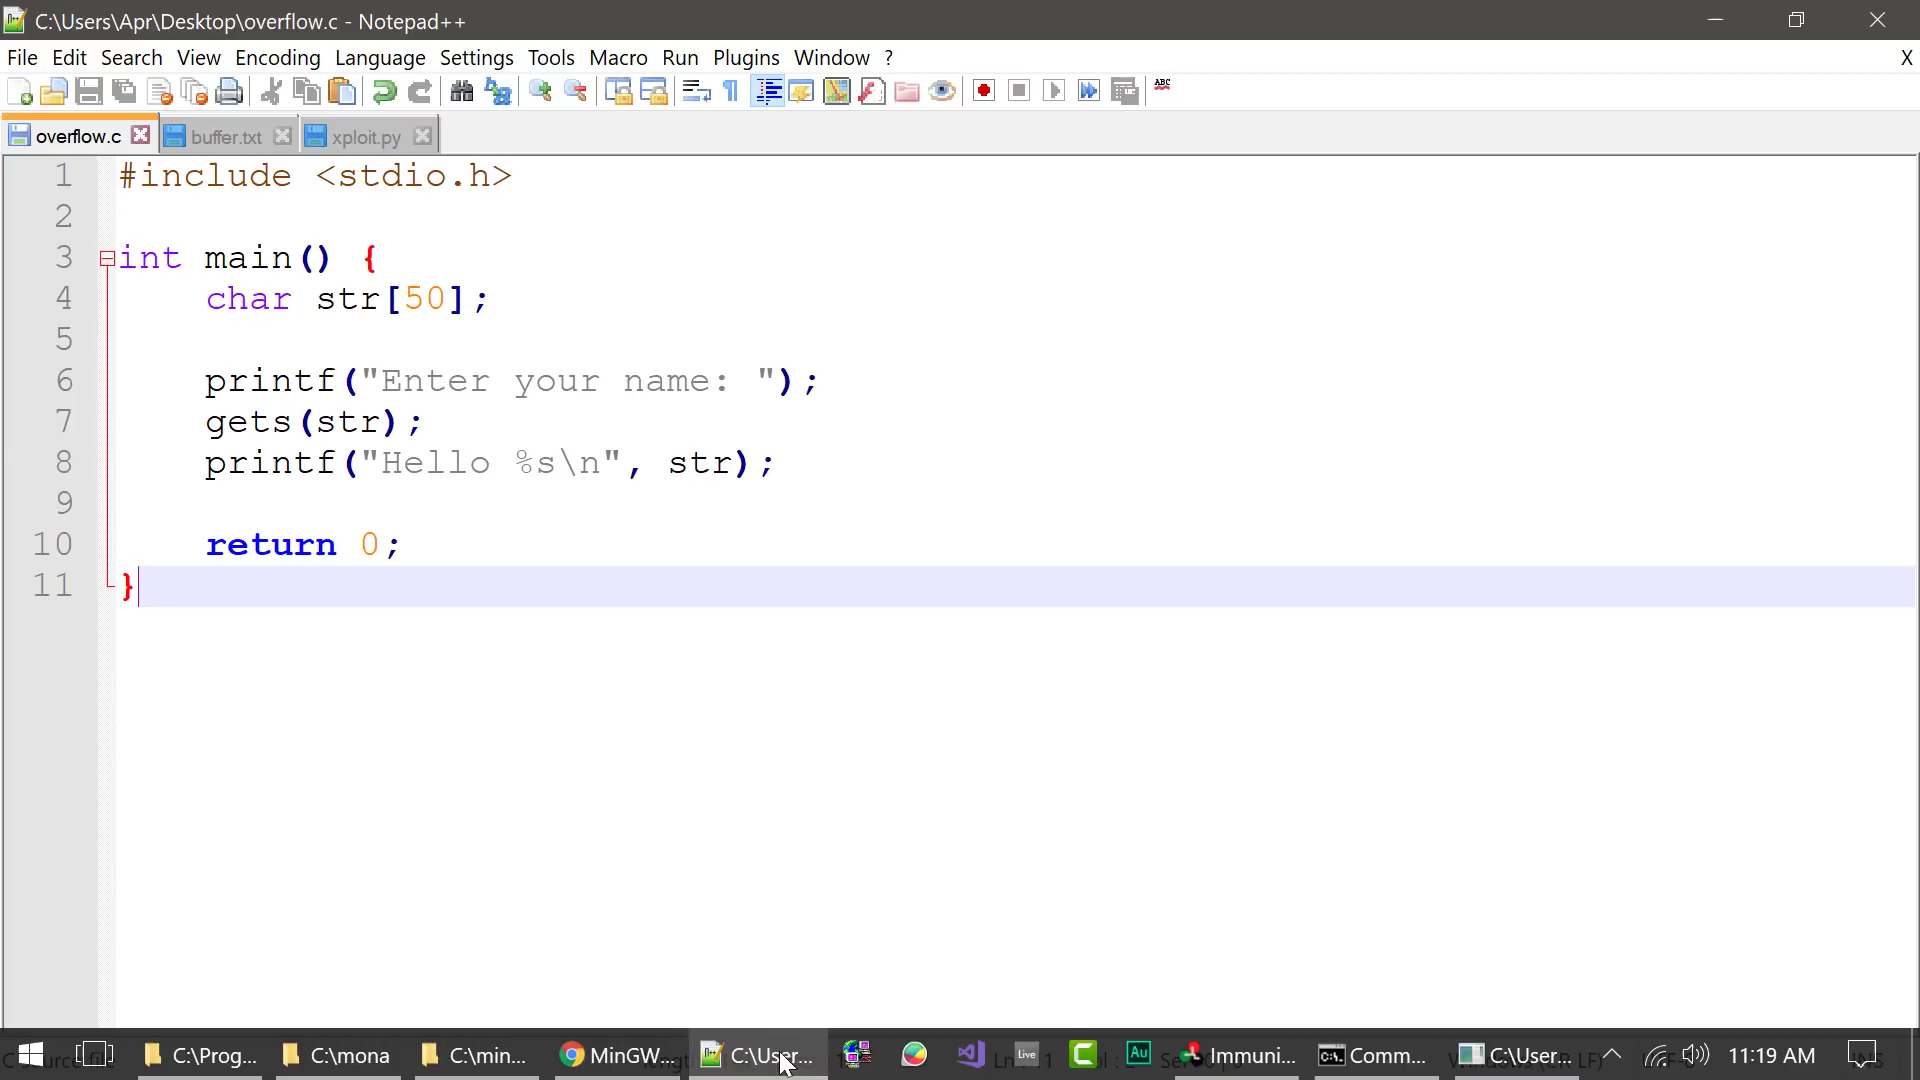 C:\Users\Apr\Desktop\overflow.c - Notepad++
File Edit Search View Encoding Language Settings Tools Macro Run Plugins Window ? X
ABC
overflow.c buffer.txt xploit.py
1 #include <stdio.h>
2
3 int main() {
4 char str[50];
5
6 printf("Enter your name: ");
7 gets(str);
8 printf("Hello %s\n", str);
9
10 return 0;
11 }
C:\Prog... C:\mona C:\min... MinGW... C:\User... Live Au Immuni... Comm... C:\User... 11:19 AM